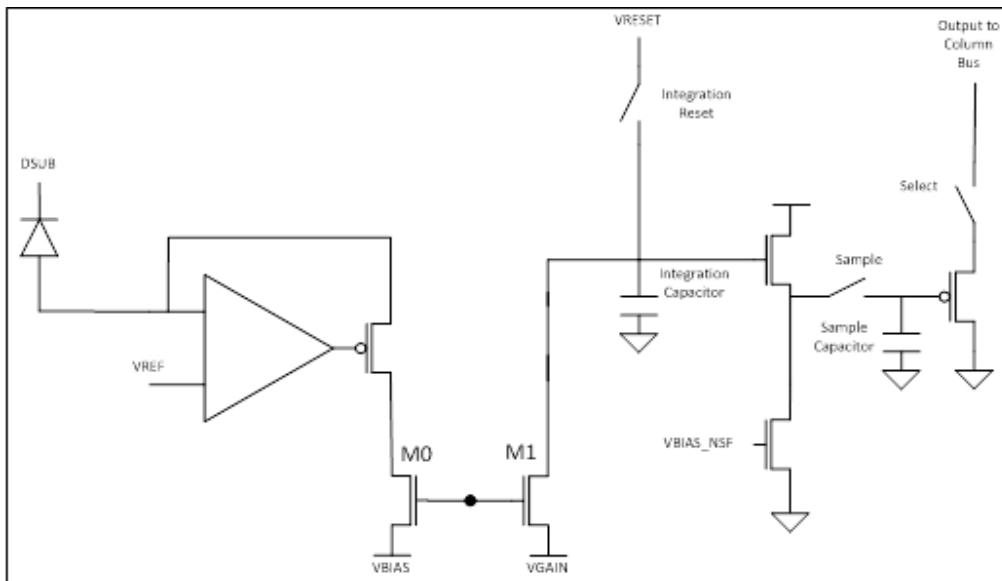 VRESET
Output to
Column
Bus
Integration
Reset
DSUB
Select
Integration
Capacitor
Sample
Sample
Capacitor
VREF
VBIAS_NSF
M0
M1
VBIAS
VGAIN